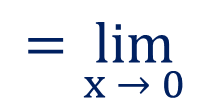 = lim
x → 0